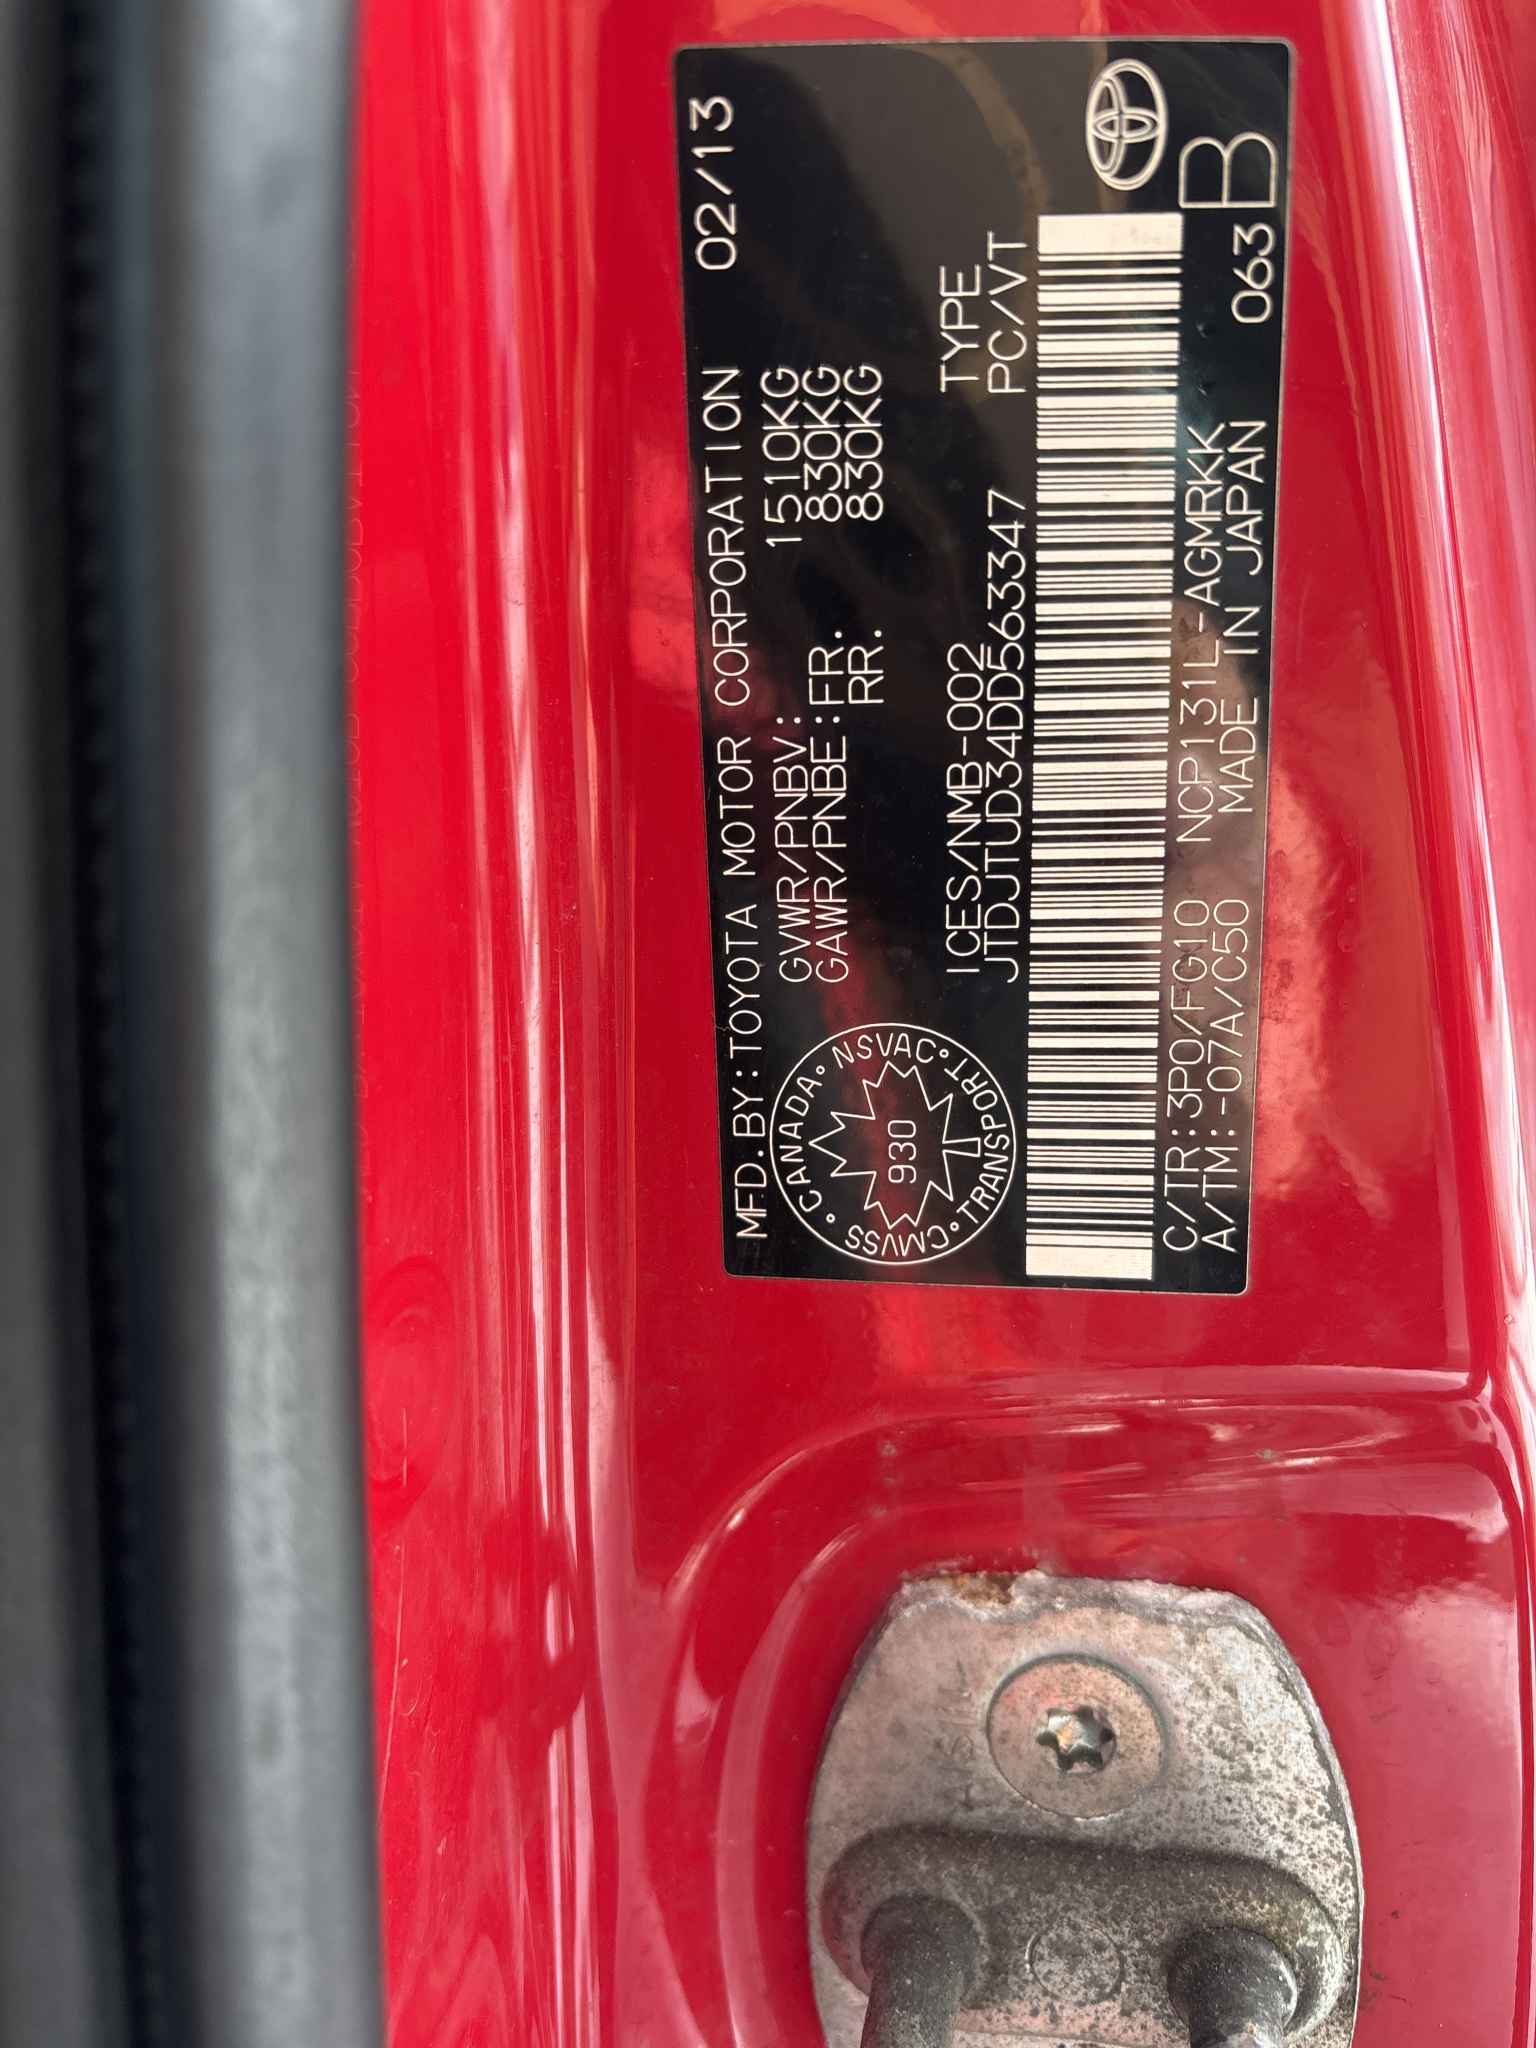 MFD.BY:TOYOTA MOTOR CORPORATION 02/13
GVWR/PNBV: 1510KG
GAWR/PNBE:FR. 830KG
RR. 830KG
CANADA NSVAC TRANSPORT CMVSS
930
ICES/NMB-002 TYPE
JTDJTUD34DD563347 PC/VT
C/TR:3P0/FG10 NCP131L-AGMRKK 063
A/TM:-07A/C50 MADE IN JAPAN B